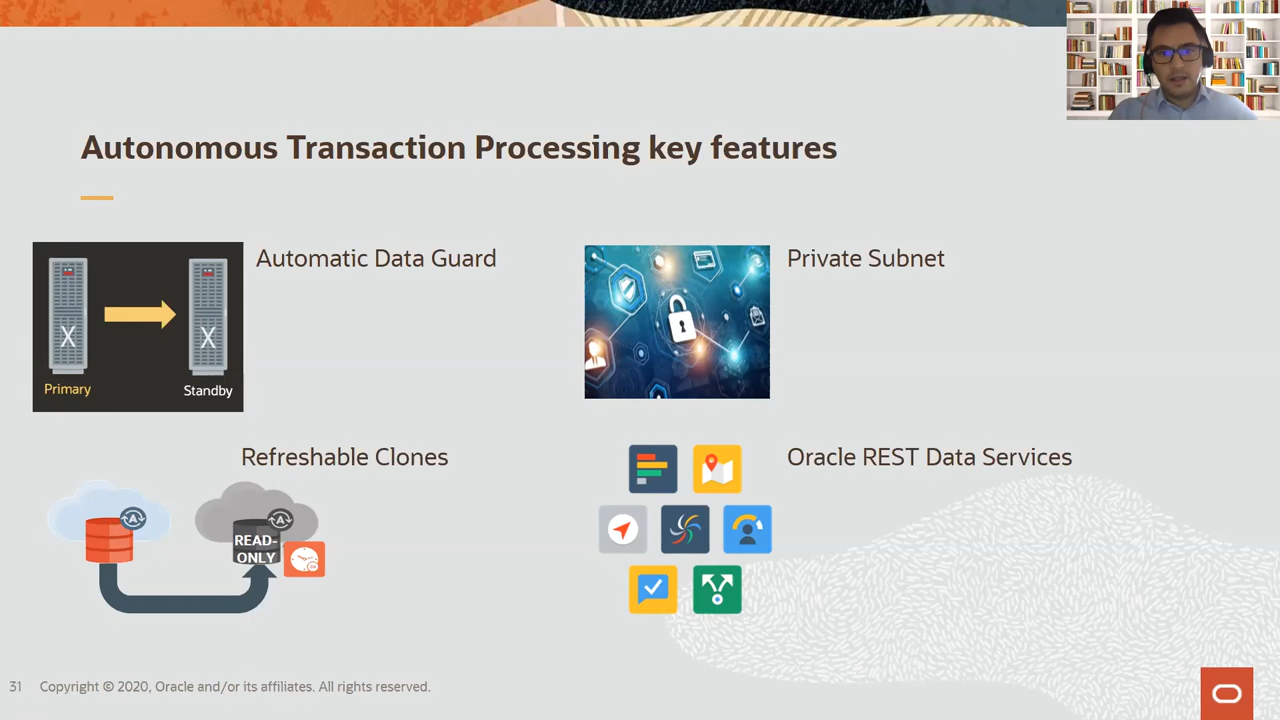 Autonomous Transaction Processing key features
Automatic Data Guard
Primary
Standby
Private Subnet
Refreshable Clones
READ-
ONLY
Oracle REST Data Services
31 Copyright © 2020, Oracle and/or its affiliates. All rights reserved.